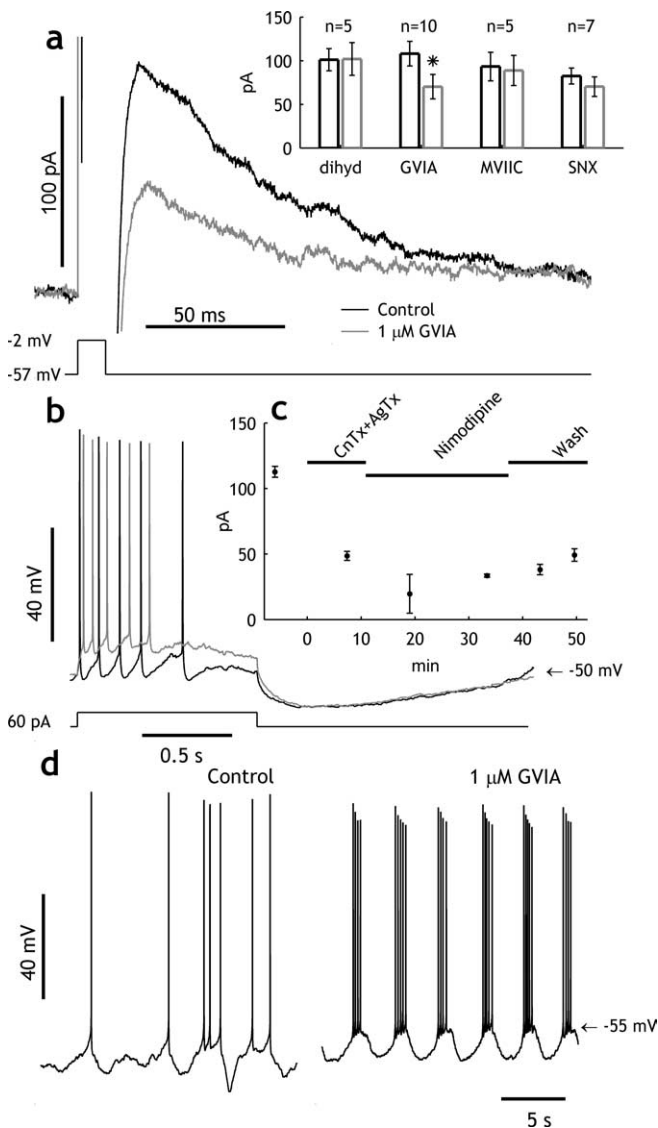 a
150
100
50
0
pA
n=5 n=10 n=5 n=7
*
dihyd GVIA MVIIC SNX
100 pA
50 ms
Control
1 μM GVIA
-2 mV
-57 mV
b
40 mV
60 pA
0.5 s
← -50 mV
c
150
100
50
0
pA
CnTx+AgTx Nimodipine Wash
0 10 20 30 40 50
min
d
Control 1 μM GVIA
40 mV
← -55 mV
5 s